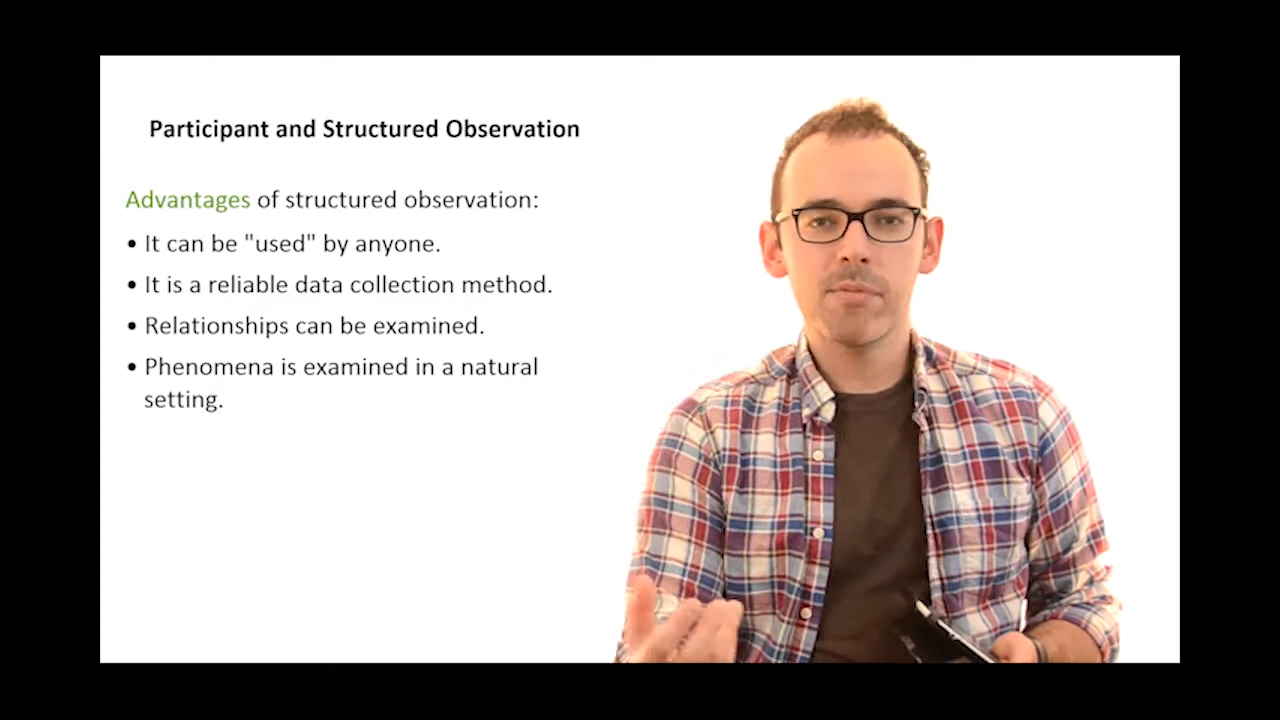 Participant and Structured Observation
Advantages of structured observation:
• It can be "used" by anyone.
• It is a reliable data collection method.
• Relationships can be examined.
• Phenomena is examined in a natural
setting.